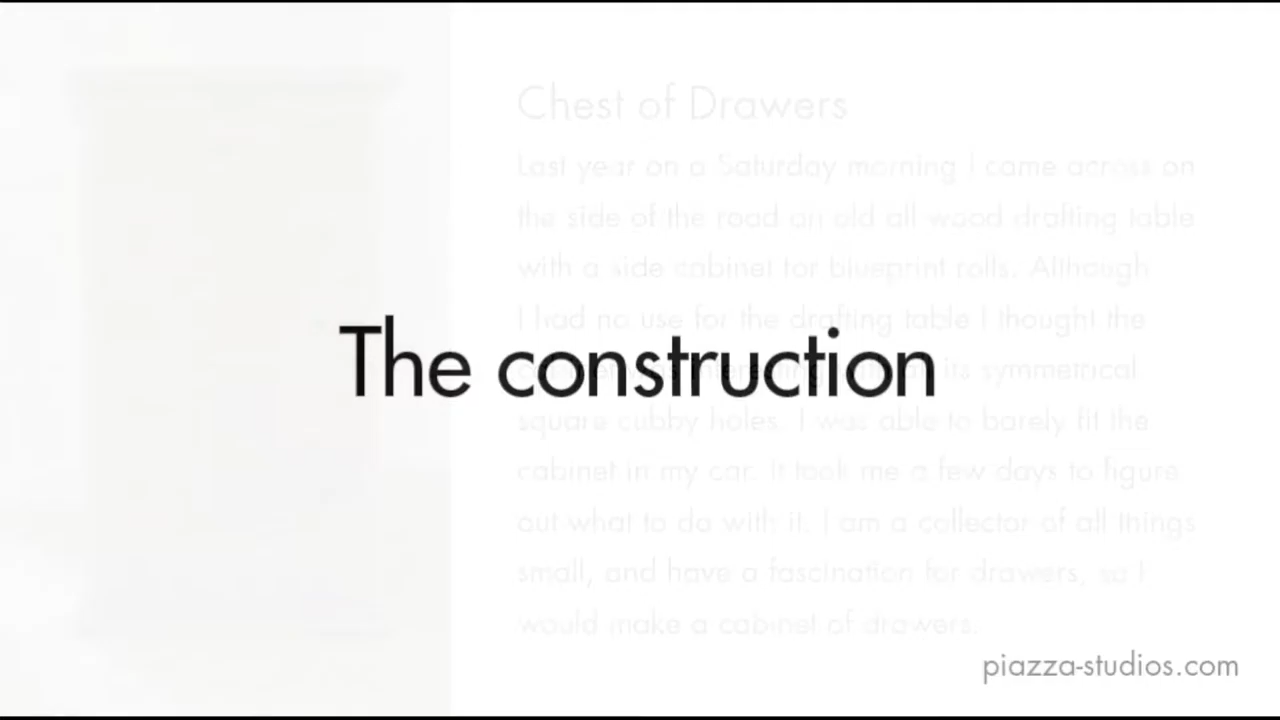 Chest of Drawers
Last year on a Saturday morning I came across on
the side of the road an old all wood drafting table
with a side cabinet for blueprint rolls. Although
I had no use for the drafting table I thought the
The construction
its symmetrical
square cubby holes. I was able to barely fit the
cabinet in my car. It took me a few days to figure
out what to do with it. I am a collector of all things
small, and have a fascination for drawers, so I
would make a cabinet of drawers.
piazza-studios.com